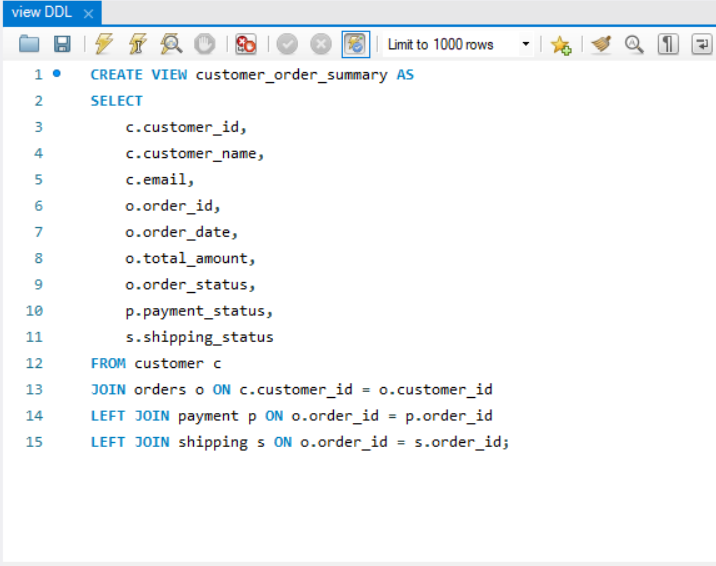 view DDL
Limit to 1000 rows
1 CREATE VIEW customer_order_summary AS
2 SELECT
3 c.customer_id,
4 c.customer_name,
5 c.email,
6 o.order_id,
7 o.order_date,
8 o.total_amount,
9 o.order_status,
10 p.payment_status,
11 s.shipping_status
12 FROM customer c
13 JOIN orders o ON c.customer_id = o.customer_id
14 LEFT JOIN payment p ON o.order_id = p.order_id
15 LEFT JOIN shipping s ON o.order_id = s.order_id;